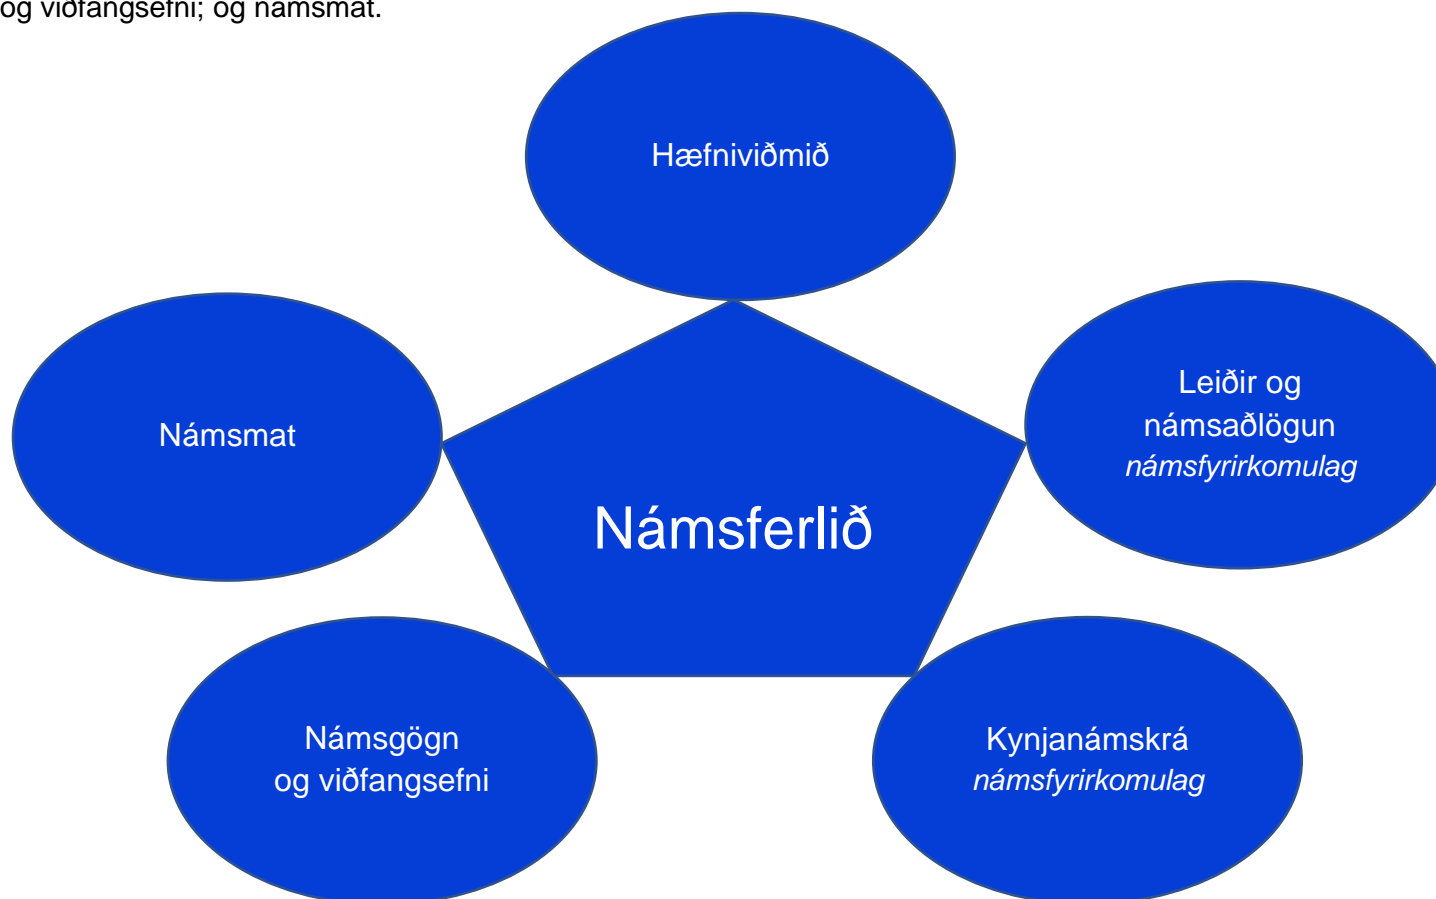 og viðfangsefni; og námsmat.
Hæfniviðmið
Leiðir og
námsaðlögun
námsfyrirkomulag
Námsmat
Námsferlið
Námsgögn
og viðfangsefni
Kynjanámskrá
námsfyrirkomulag